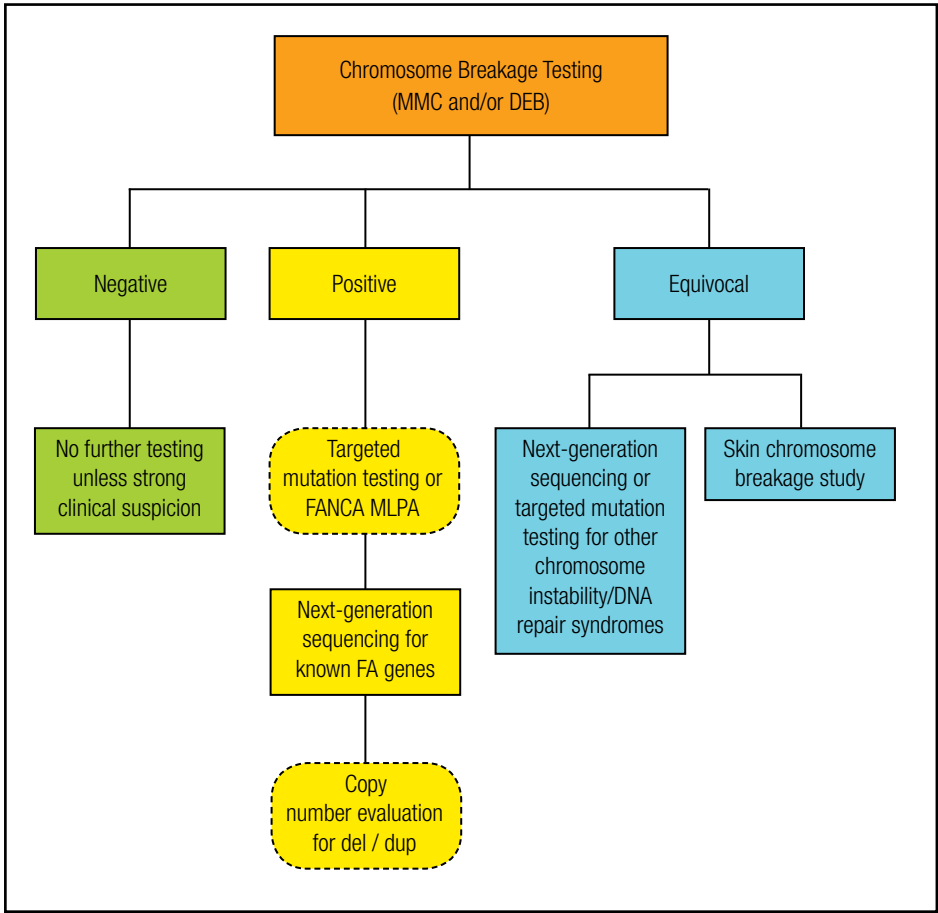 Chromosome Breakage Testing
(MMC and/or DEB)
Negative
Positive
Equivocal
No further testing
unless strong
clinical suspicion
Targeted
mutation testing or
FANCA MLPA
Next-generation
sequencing or
targeted mutation
testing for other
chromosome
instability/DNA
repair syndromes
Skin chromosome
breakage study
Next-generation
sequencing for
known FA genes
Copy
number evaluation
for del / dup